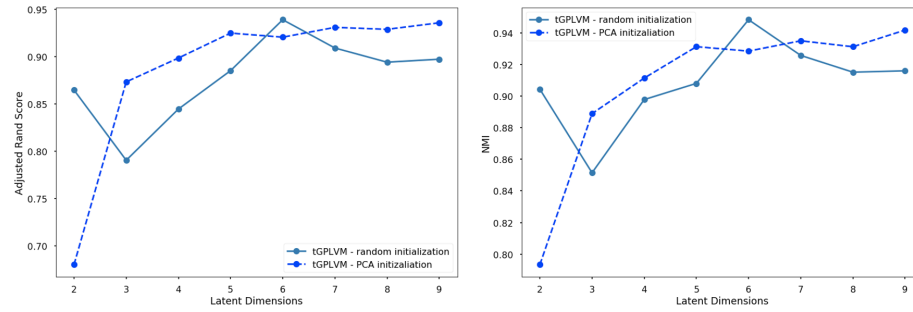 0.95
0.90
0.85
0.80
0.75
0.70
Adjusted Rand Score
tGPLVM - random initialization
tGPLVM - PCA initizaliation
2 3 4 5 6 7 8 9
Latent Dimensions
tGPLVM - random initialization
tGPLVM - PCA initizaliation
0.94
0.92
0.90
0.88
0.86
0.84
0.82
0.80
NMI
2 3 4 5 6 7 8 9
Latent Dimensions